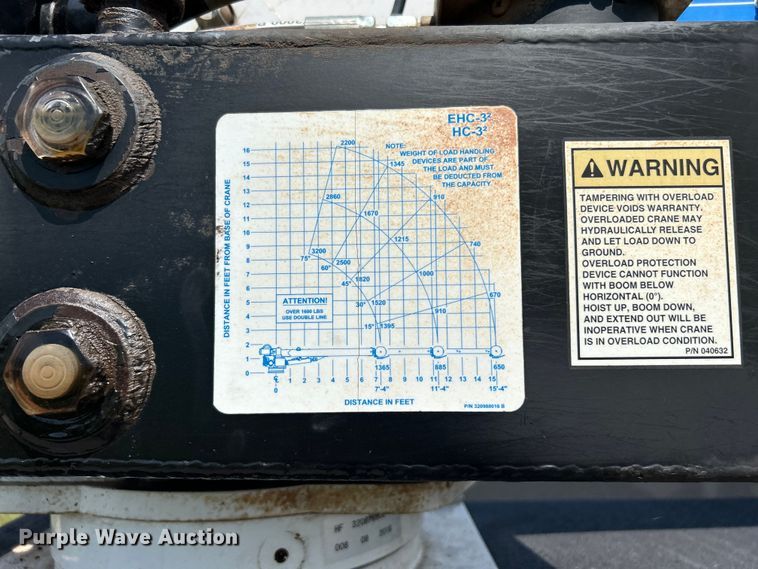 EHC-3²
HC-3²
NOTE:
WEIGHT OF LOAD HANDLING
DEVICES ARE PART OF
THE LOAD AND MUST
BE DEDUCTED FROM
THE CAPACITY.
DISTANCE IN FEET FROM BASE OF CRANE
16
15
14
13
12
11
10
9
8
7
6
5
4
3
2
1
0
2200
1345
2860
910
1670
1215
740
3200
75°
60°
2500
45°
1820
1000
30°
1520
670
15°
1395
910
ATTENTION!
OVER 1600 LBS
USE DOUBLE LINE
0 1 2 3 4 5 6 7 8 9 10 11 12 13 14 15
1365 885 650
7'-4" 11'-4" 15'-4"
DISTANCE IN FEET
P/N 320988016 B
WARNING
TAMPERING WITH OVERLOAD
DEVICE VOIDS WARRANTY.
OVERLOADED CRANE MAY
HYDRAULICALLY RELEASE
AND LET LOAD DOWN TO
GROUND.
OVERLOAD PROTECTION
DEVICE CANNOT FUNCTION
WITH BOOM BELOW
HORIZONTAL (0°).
HOIST UP, BOOM DOWN,
AND EXTEND OUT WILL BE
INOPERATIVE WHEN CRANE
IS IN OVERLOAD CONDITION.
P/N 040632
HF
006 08
Purple Wave Auction